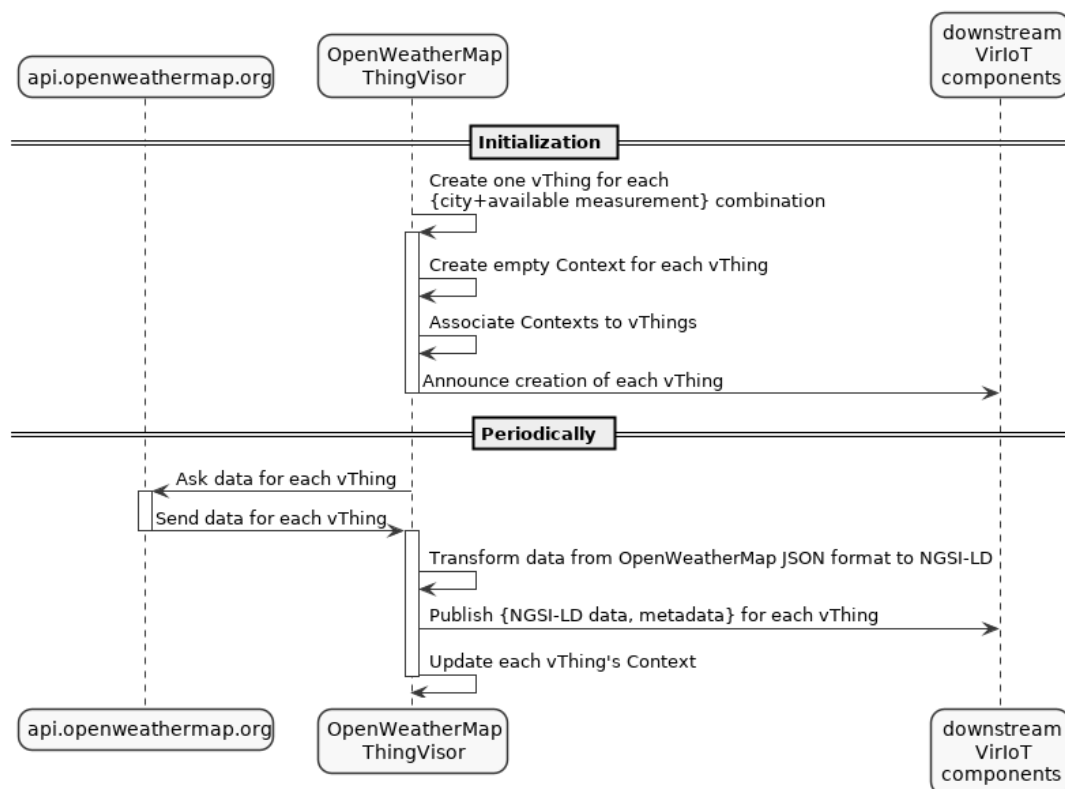 api.openweathermap.org
OpenWeatherMap
ThingVisor
downstream
VirIoT
components
Initialization
Create one vThing for each
{city+available measurement} combination
Create empty Context for each vThing
Associate Contexts to vThings
Announce creation of each vThing
Periodically
Ask data for each vThing
Send data for each vThing
Transform data from OpenWeatherMap JSON format to NGSI-LD
Publish {NGSI-LD data, metadata} for each vThing
Update each vThing's Context
api.openweathermap.org
OpenWeatherMap
ThingVisor
downstream
VirIoT
components